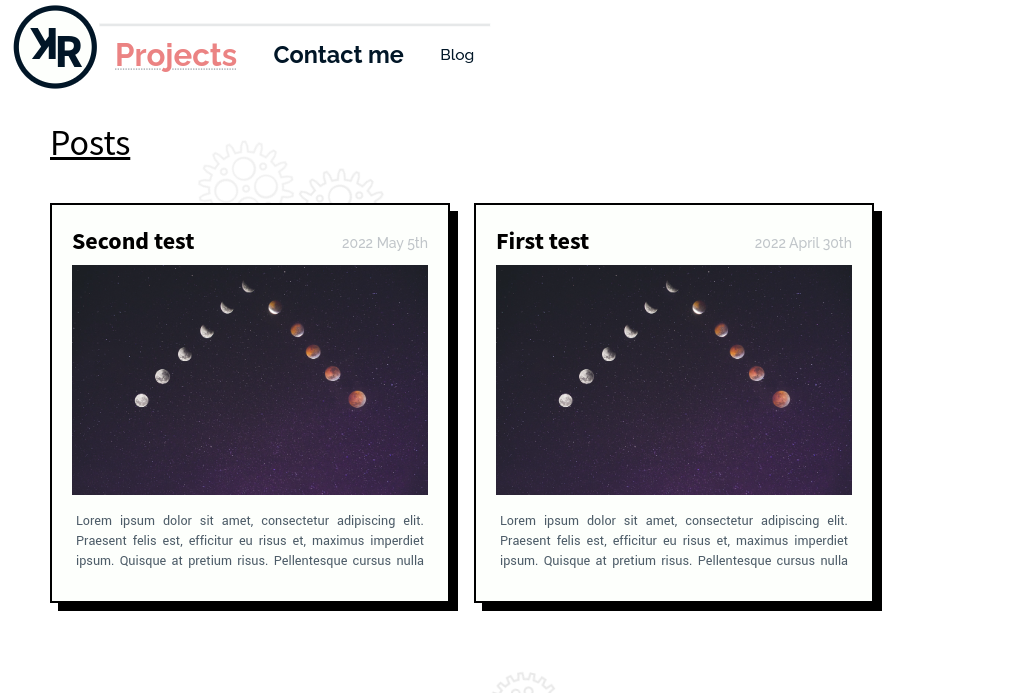 KR
Projects Contact me Blog
Posts
Second test 2022 May 5th
Lorem ipsum dolor sit amet, consectetur adipiscing elit.
Praesent felis est, efficitur eu risus et, maximus imperdiet
ipsum. Quisque at pretium risus. Pellentesque cursus nulla
First test 2022 April 30th
Lorem ipsum dolor sit amet, consectetur adipiscing elit.
Praesent felis est, efficitur eu risus et, maximus imperdiet
ipsum. Quisque at pretium risus. Pellentesque cursus nulla